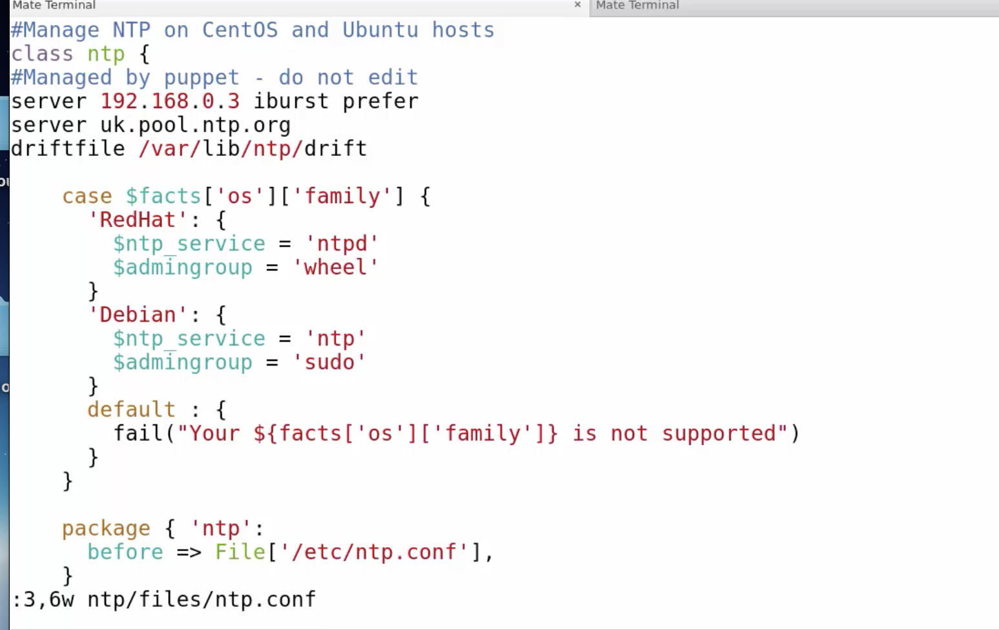 Mate Terminal × Mate Terminal
#Manage NTP on CentOS and Ubuntu hosts
class ntp {
#Managed by puppet - do not edit
server 192.168.0.3 iburst prefer
server uk.pool.ntp.org
driftfile /var/lib/ntp/drift
    case $facts['os']['family'] {
      'RedHat': {
        $ntp_service = 'ntpd'
        $admingroup = 'wheel'
      }
      'Debian': {
        $ntp_service = 'ntp'
        $admingroup = 'sudo'
      }
      default : {
        fail("Your ${facts['os']['family']} is not supported")
      }
    }
    package { 'ntp':
      before => File['/etc/ntp.conf'],
    }
:3,6w ntp/files/ntp.conf